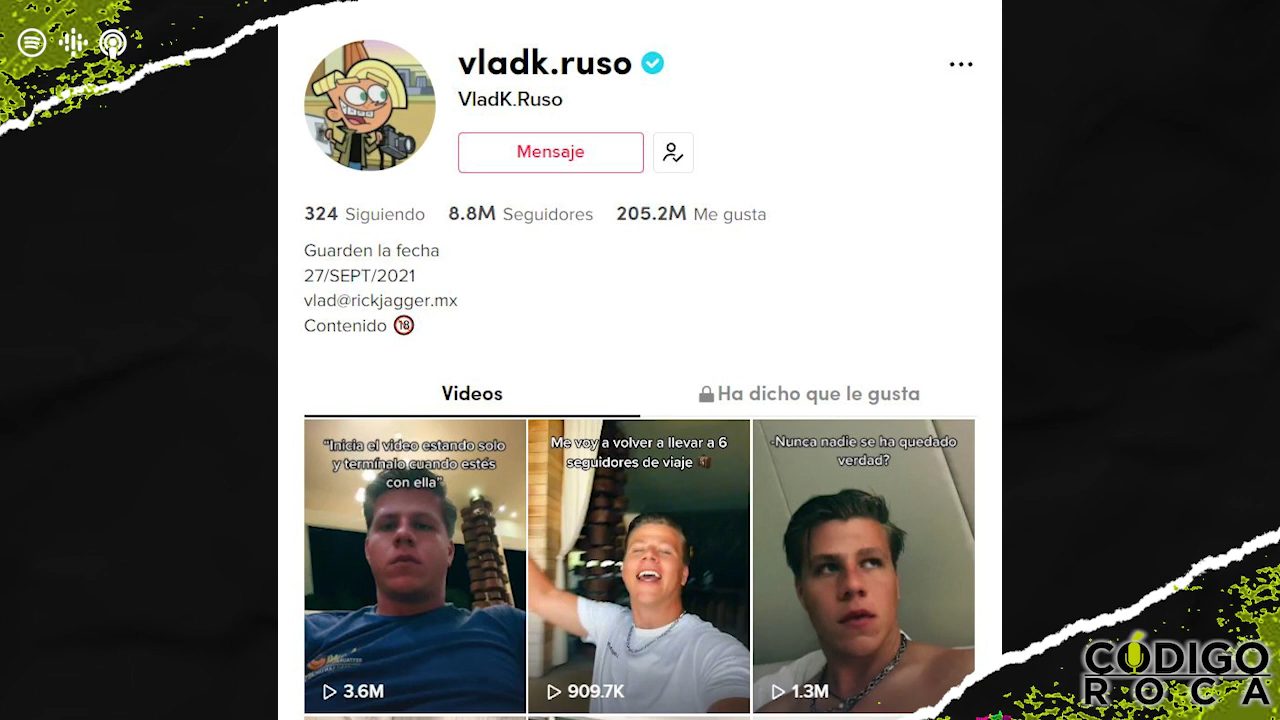 vladk.ruso
VladK.Ruso
Mensaje
324 Siguiendo 8.8M Seguidores 205.2M Me gusta
Guarden la fecha
27/SEPT/2021
vlad@rickjagger.mx
Contenido 🔞
Videos
Ha dicho que le gusta
"Inicia el video estando solo
y termínalo cuando estés
con ella"
3.6M
Me voy a volver a llevar a 6
seguidores de viaje
909.7K
-Nunca nadie se ha quedado
verdad?
1.3M
CÓDIGO
ROCA